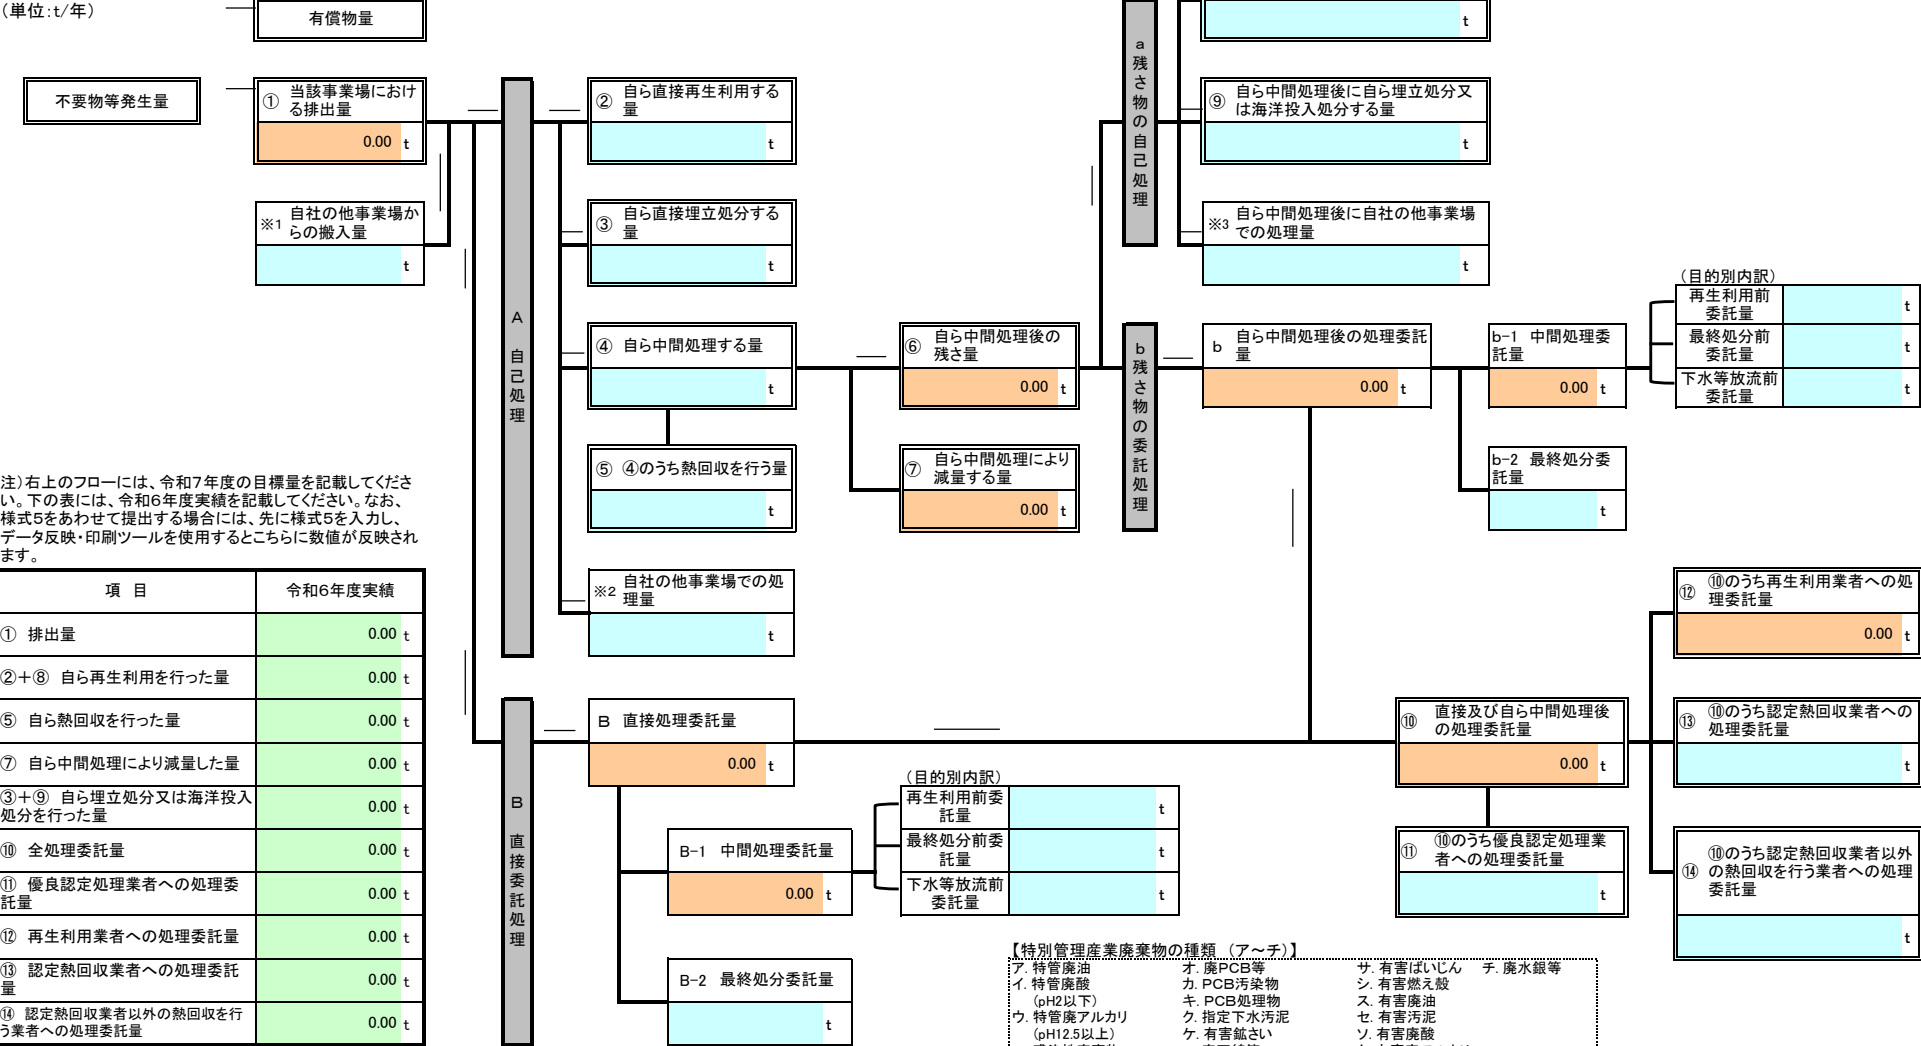 （単位:t/年）
有償物量
t
不要物等発生量
① 当該事業場におけ
る排出量
0.00 t
※1 自社の他事業場か
らの搬入量
t
A 自己処理
② 自ら直接再生利用する
量
t
③ 自ら直接埋立処分する
量
t
④ 自ら中間処理する量
t
⑤ ④のうち熱回収を行う量
t
※2 自社の他事業場での処
理量
t
⑥ 自ら中間処理後の
残さ量
0.00 t
⑦ 自ら中間処理により
減量する量
0.00 t
a 残さ物の自己処理
⑨ 自ら中間処理後に自ら埋立処分又
は海洋投入処分する量
t
※3 自ら中間処理後に自社の他事業場
での処理量
t
b 残さ物の委託処理
b 自ら中間処理後の処理委託
量
0.00 t
b-1 中間処理委
託量
0.00 t
b-2 最終処分委
託量
t
（目的別内訳）
再生利用前
委託量
t
最終処分前
委託量
t
下水等放流前
委託量
t
注）右上のフローには、令和7年度の目標量を記載してくださ
い。下の表には、令和6年度実績を記載してください。なお、
様式5をあわせて提出する場合には、先に様式5を入力し、
データ反映・印刷ツールを使用するとこちらに数値が反映され
ます。
項 目 令和6年度実績
① 排出量 0.00 t
②＋⑧ 自ら再生利用を行った量 0.00 t
⑤ 自ら熱回収を行った量 0.00 t
⑦ 自ら中間処理により減量した量 0.00 t
③＋⑨ 自ら埋立処分又は海洋投入
処分を行った量 0.00 t
⑩ 全処理委託量 0.00 t
⑪ 優良認定処理業者への処理委
託量 0.00 t
⑫ 再生利用業者への処理委託量 0.00 t
⑬ 認定熱回収業者への処理委託
量 0.00 t
⑭ 認定熱回収業者以外の熱回収を行
う業者への処理委託量 0.00 t
B 直接委託処理
B 直接処理委託量
0.00 t
B-1 中間処理委託量
0.00 t
B-2 最終処分委託量
t
（目的別内訳）
再生利用前委
託量
t
最終処分前委
託量
t
下水等放流前
委託量
t
⑩ 直接及び自ら中間処理後
の処理委託量
0.00 t
⑪ ⑩のうち優良認定処理業
者への処理委託量
t
⑫ ⑩のうち再生利用業者への処
理委託量
0.00 t
⑬ ⑩のうち認定熱回収業者への
処理委託量
t
⑭ ⑩のうち認定熱回収業者以外
の熱回収を行う業者への処理
委託量
t
【特別管理産業廃棄物の種類 （ア～チ）】
ア. 特管廃油 オ. 廃PCB等 サ. 有害ばいじん チ. 廃水銀等
イ. 特管廃酸 カ. PCB汚染物 シ. 有害燃え殻
（pH2以下） キ. PCB処理物 ス. 有害廃油
ウ. 特管廃アルカリ ク. 指定下水汚泥 セ. 有害汚泥
（pH12.5以上） ケ. 有害鉱さい ソ. 有害廃酸